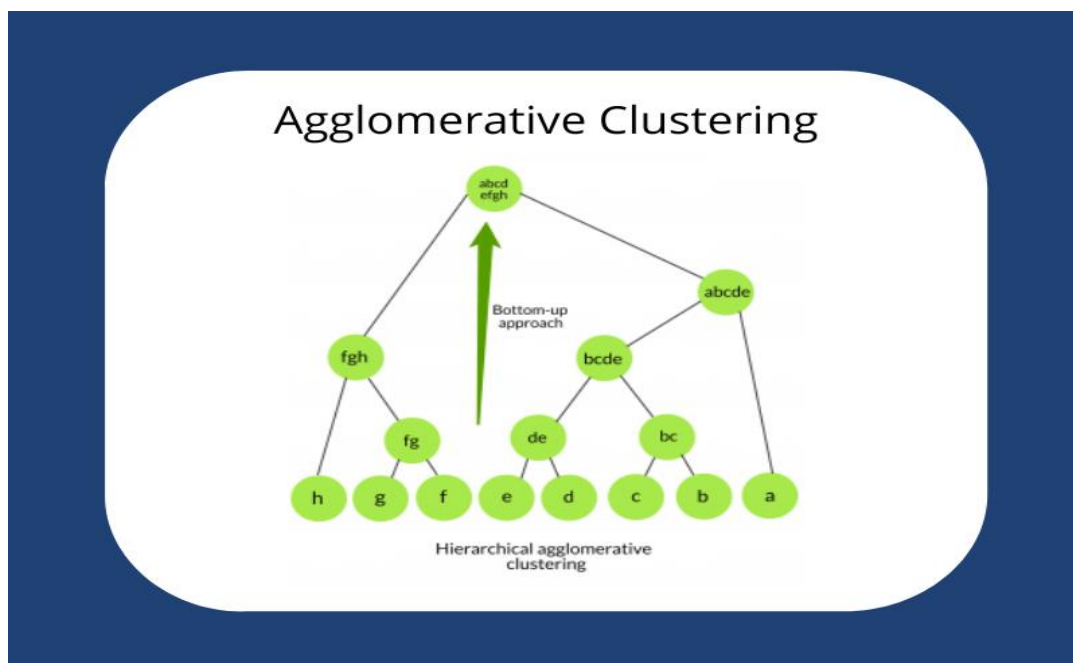 Agglomerative Clustering
abcd
efgh
abcde
Bottom-up
approach
fgh
bcde
fg
de
bc
h
g
f
e
d
c
b
a
Hierarchical agglomerative
clustering